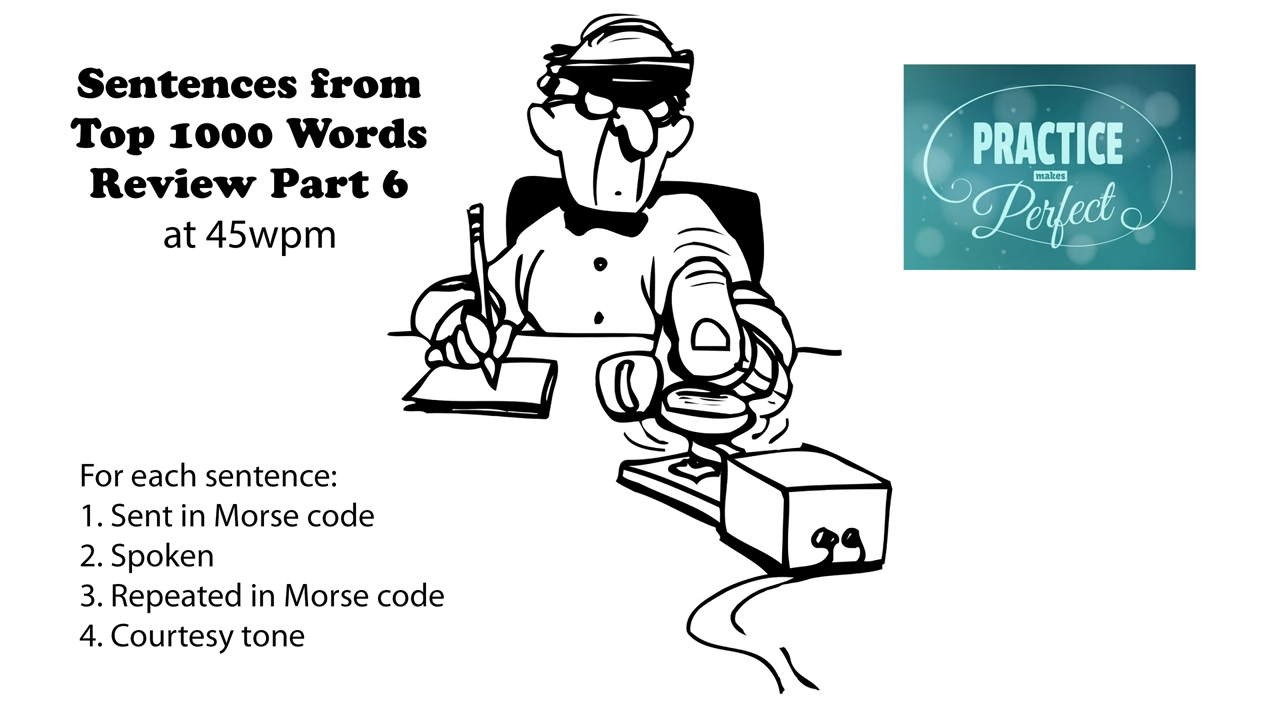 Sentences from
Top 1000 Words
Review Part 6
at 45wpm
PRACTICE
makes
Perfect
For each sentence:
1. Sent in Morse code
2. Spoken
3. Repeated in Morse code
4. Courtesy tone